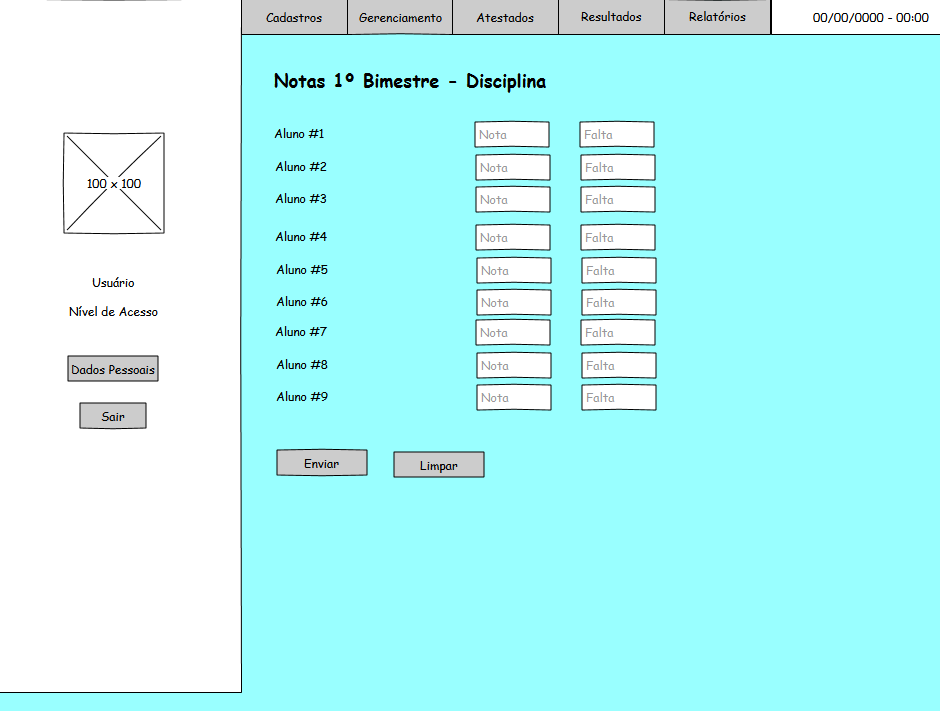 Cadastros Gerenciamento Atestados Resultados Relatórios 00/00/0000 - 00:00
100 x 100
Usuário
Nível de Acesso
Dados Pessoais
Sair
Notas 1º Bimestre - Disciplina
Aluno #1 Nota Falta
Aluno #2 Nota Falta
Aluno #3 Nota Falta
Aluno #4 Nota Falta
Aluno #5 Nota Falta
Aluno #6 Nota Falta
Aluno #7 Nota Falta
Aluno #8 Nota Falta
Aluno #9 Nota Falta
Enviar Limpar